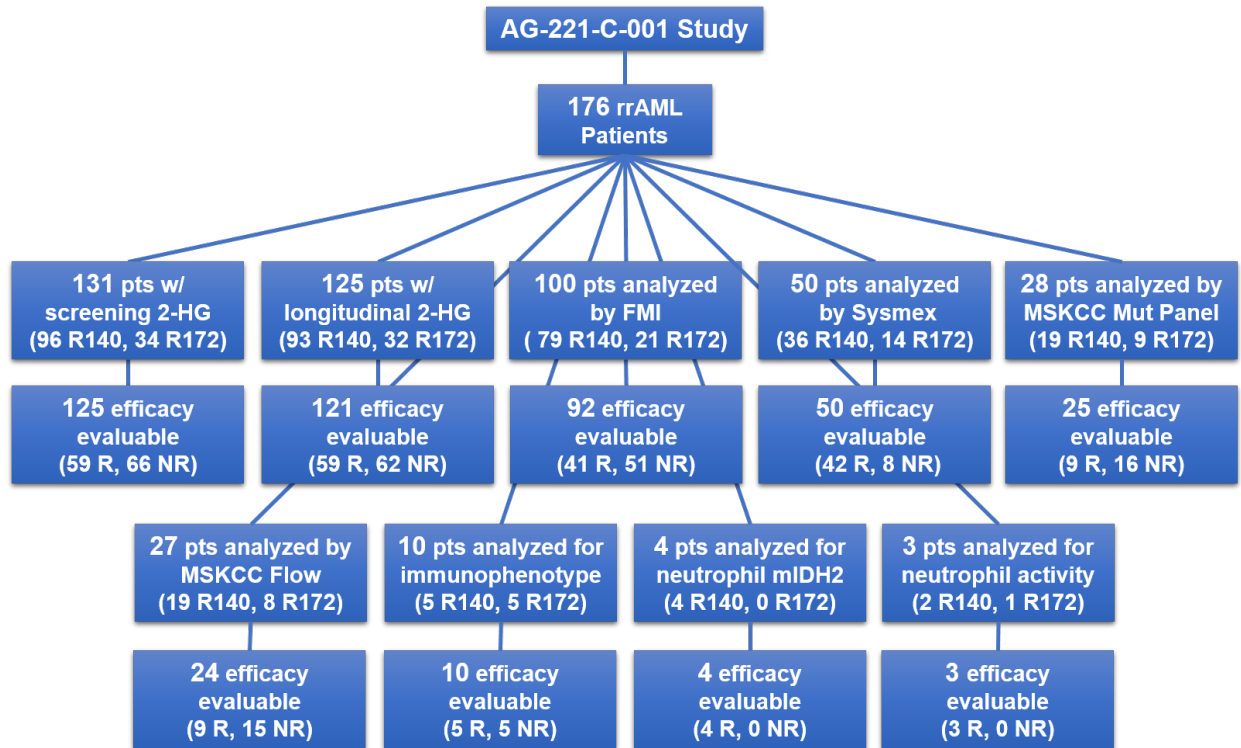 AG-221-C-001 Study
176 rrAML
Patients
131 pts w/
screening 2-HG
(96 R140, 34 R172)
125 pts w/
longitudinal 2-HG
(93 R140, 32 R172)
100 pts analyzed
by FMI
( 79 R140, 21 R172)
50 pts analyzed
by Sysmex
(36 R140, 14 R172)
28 pts analyzed by
MSKCC Mut Panel
(19 R140, 9 R172)
125 efficacy
evaluable
(59 R, 66 NR)
121 efficacy
evaluable
(59 R, 62 NR)
92 efficacy
evaluable
(41 R, 51 NR)
50 efficacy
evaluable
(42 R, 8 NR)
25 efficacy
evaluable
(9 R, 16 NR)
27 pts analyzed by
MSKCC Flow
(19 R140, 8 R172)
10 pts analyzed for
immunophenotype
(5 R140, 5 R172)
4 pts analyzed for
neutrophil mIDH2
(4 R140, 0 R172)
3 pts analyzed for
neutrophil activity
(2 R140, 1 R172)
24 efficacy
evaluable
(9 R, 15 NR)
10 efficacy
evaluable
(5 R, 5 NR)
4 efficacy
evaluable
(4 R, 0 NR)
3 efficacy
evaluable
(3 R, 0 NR)